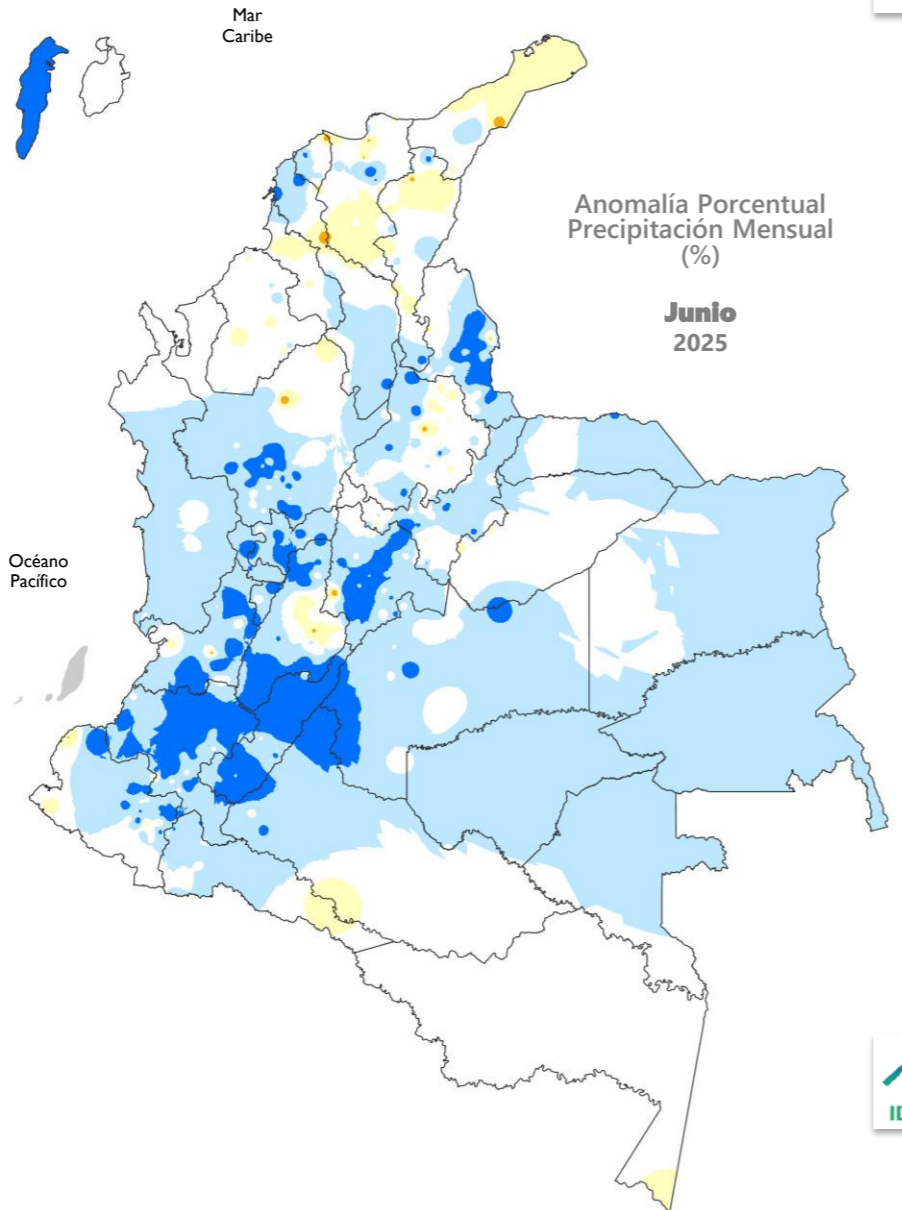 Mar
Caribe
Anomalía Porcentual
Precipitación Mensual
(%)
Junio
2025
Océano
Pacífico